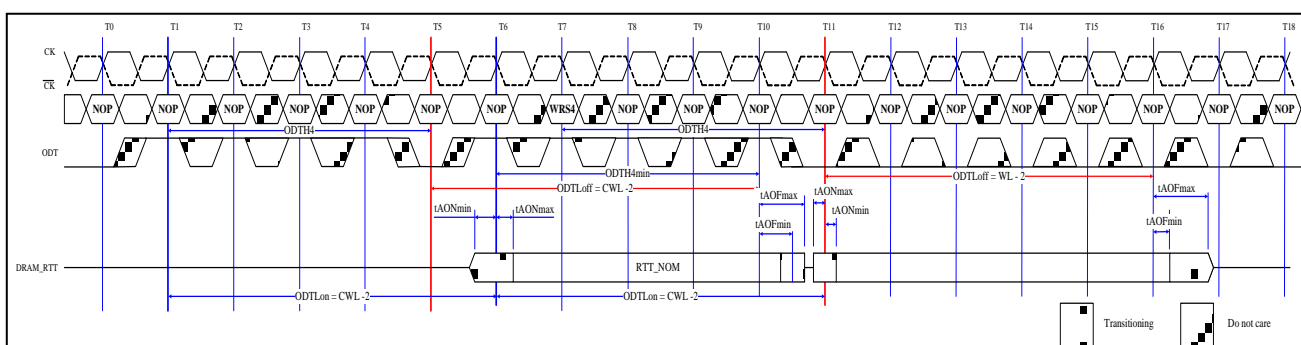 T0 T1 T2 T3 T4 T5 T6 T7 T8 T9 T10 T11 T12 T13 T14 T15 T16 T17 T18
CK
CK
NOP NOP NOP NOP NOP NOP NOP WRS4 NOP NOP NOP NOP NOP NOP NOP NOP NOP NOP NOP
ODTH4 ODTH4
ODT
ODTH4min ODTLoff = WL -2
ODTLoff = CWL -2
tAONmin tAONmax tAOFmax tAONmax tAOFmax
tAOFmin tAONmin tAOFmin
DRAM_RTT RTT_NOM
ODTLon = CWL -2 ODTLon = CWL -2
Transitioning Do not care